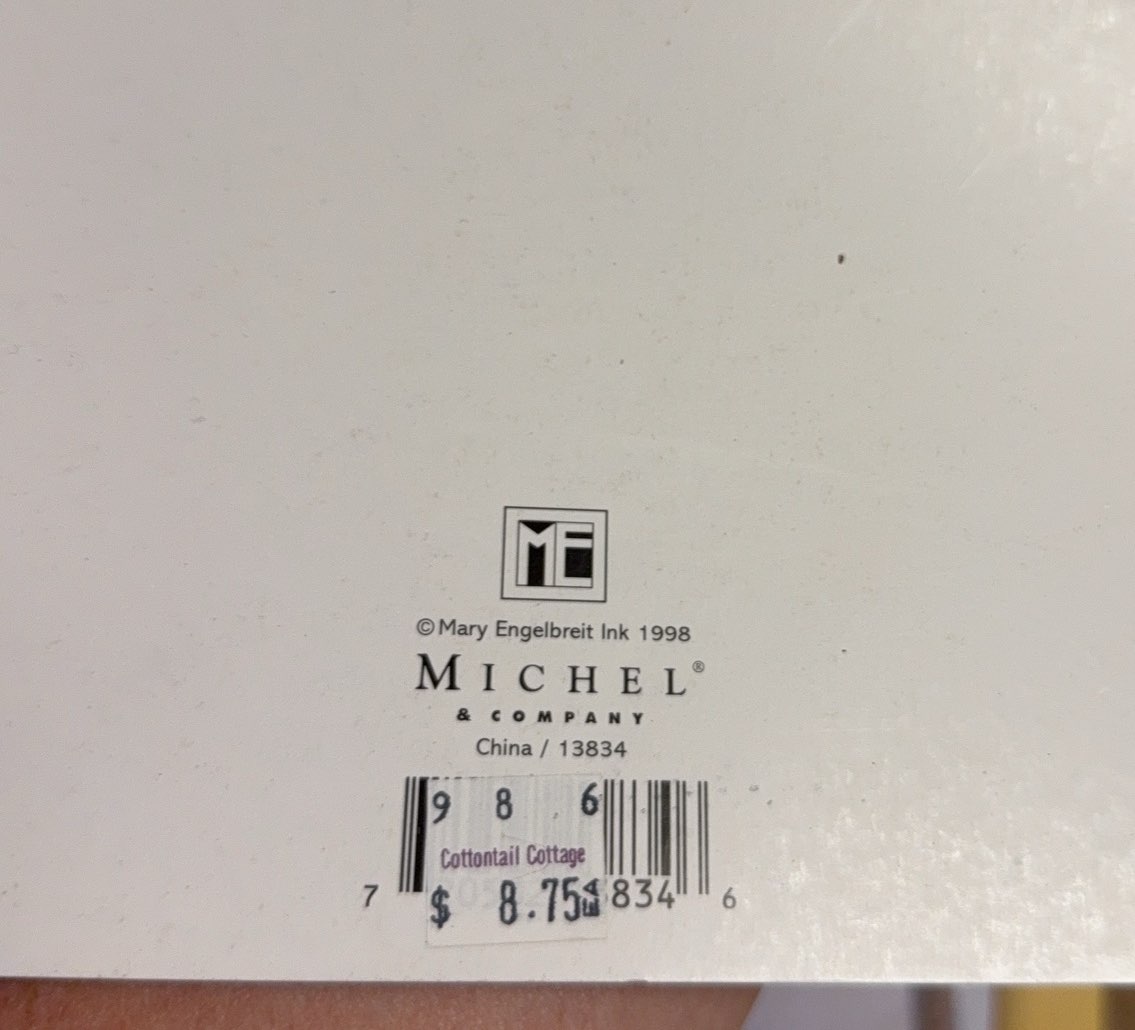 ME
©Mary Engelbreit Ink 1998
MICHEL®
& COMPANY
China / 13834
9 8 6
Cottontail Cottage
$ 8.75 EA
7 834 6